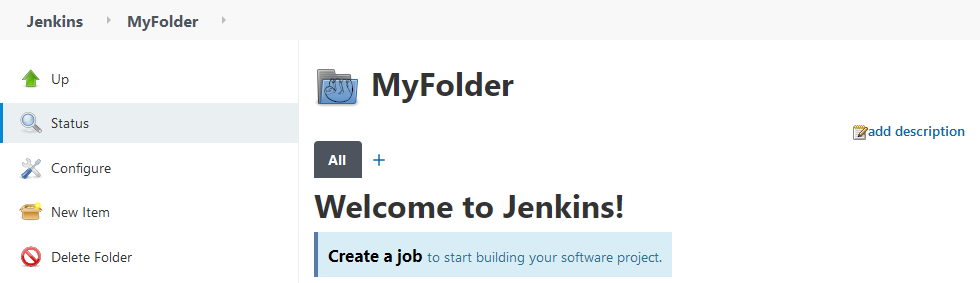 Jenkins MyFolder
Up
Status
Configure
New Item
Delete Folder
MyFolder
add description
All +
Welcome to Jenkins!
Create a job to start building your software project.